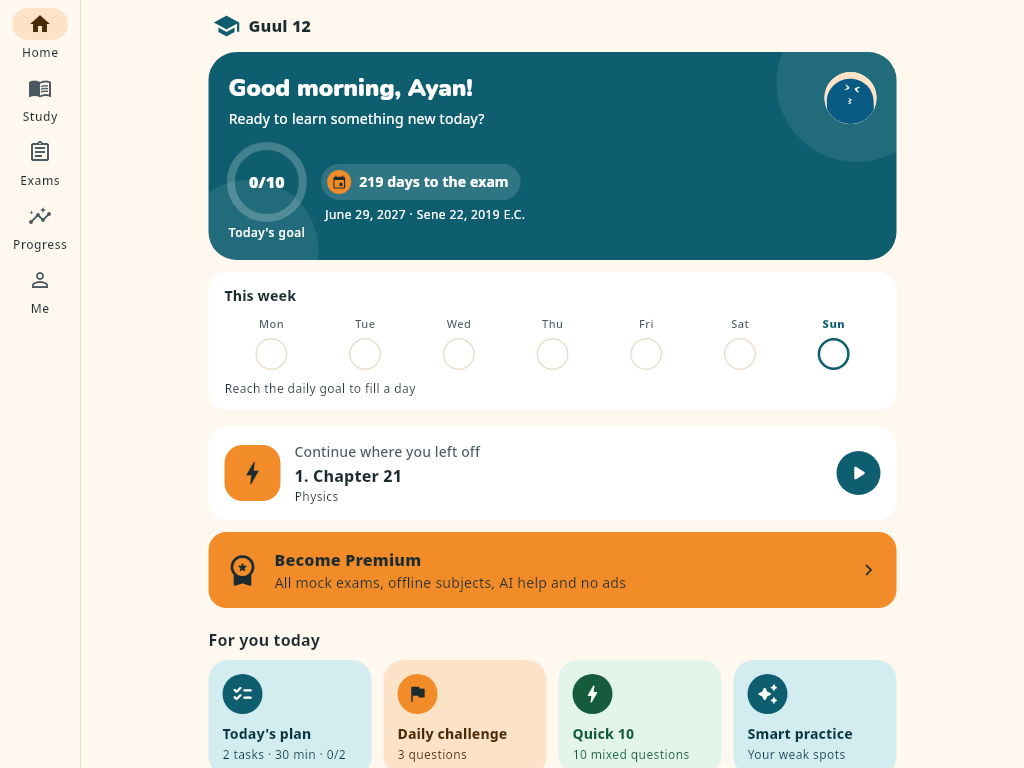 Guul 12
Home
Study
Exams
Progress
Me
Good morning, Ayan!
Ready to learn something new today?
0/10
Today's goal
219 days to the exam
June 29, 2027 · Sene 22, 2019 E.C.
This week
Mon Tue Wed Thu Fri Sat Sun
Reach the daily goal to fill a day
Continue where you left off
1. Chapter 21
Physics
Become Premium
All mock exams, offline subjects, AI help and no ads
For you today
Today's plan
2 tasks · 30 min · 0/2
Daily challenge
3 questions
Quick 10
10 mixed questions
Smart practice
Your weak spots